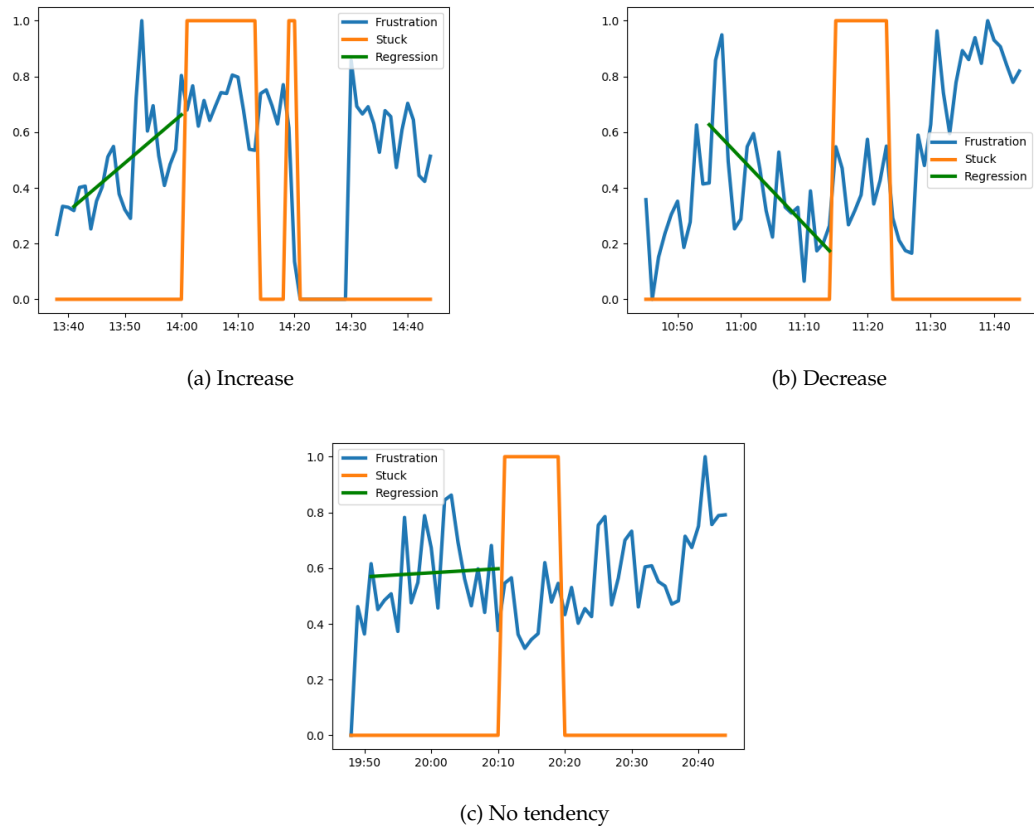 Frustration
Stuck
Regression
1.0
0.8
0.6
0.4
0.2
0.0
13:40 13:50 14:00 14:10 14:20 14:30 14:40
(a) Increase
Frustration
Stuck
Regression
1.0
0.8
0.6
0.4
0.2
0.0
10:50 11:00 11:10 11:20 11:30 11:40
(b) Decrease
Frustration
Stuck
Regression
1.0
0.8
0.6
0.4
0.2
0.0
19:50 20:00 20:10 20:20 20:30 20:40
(c) No tendency